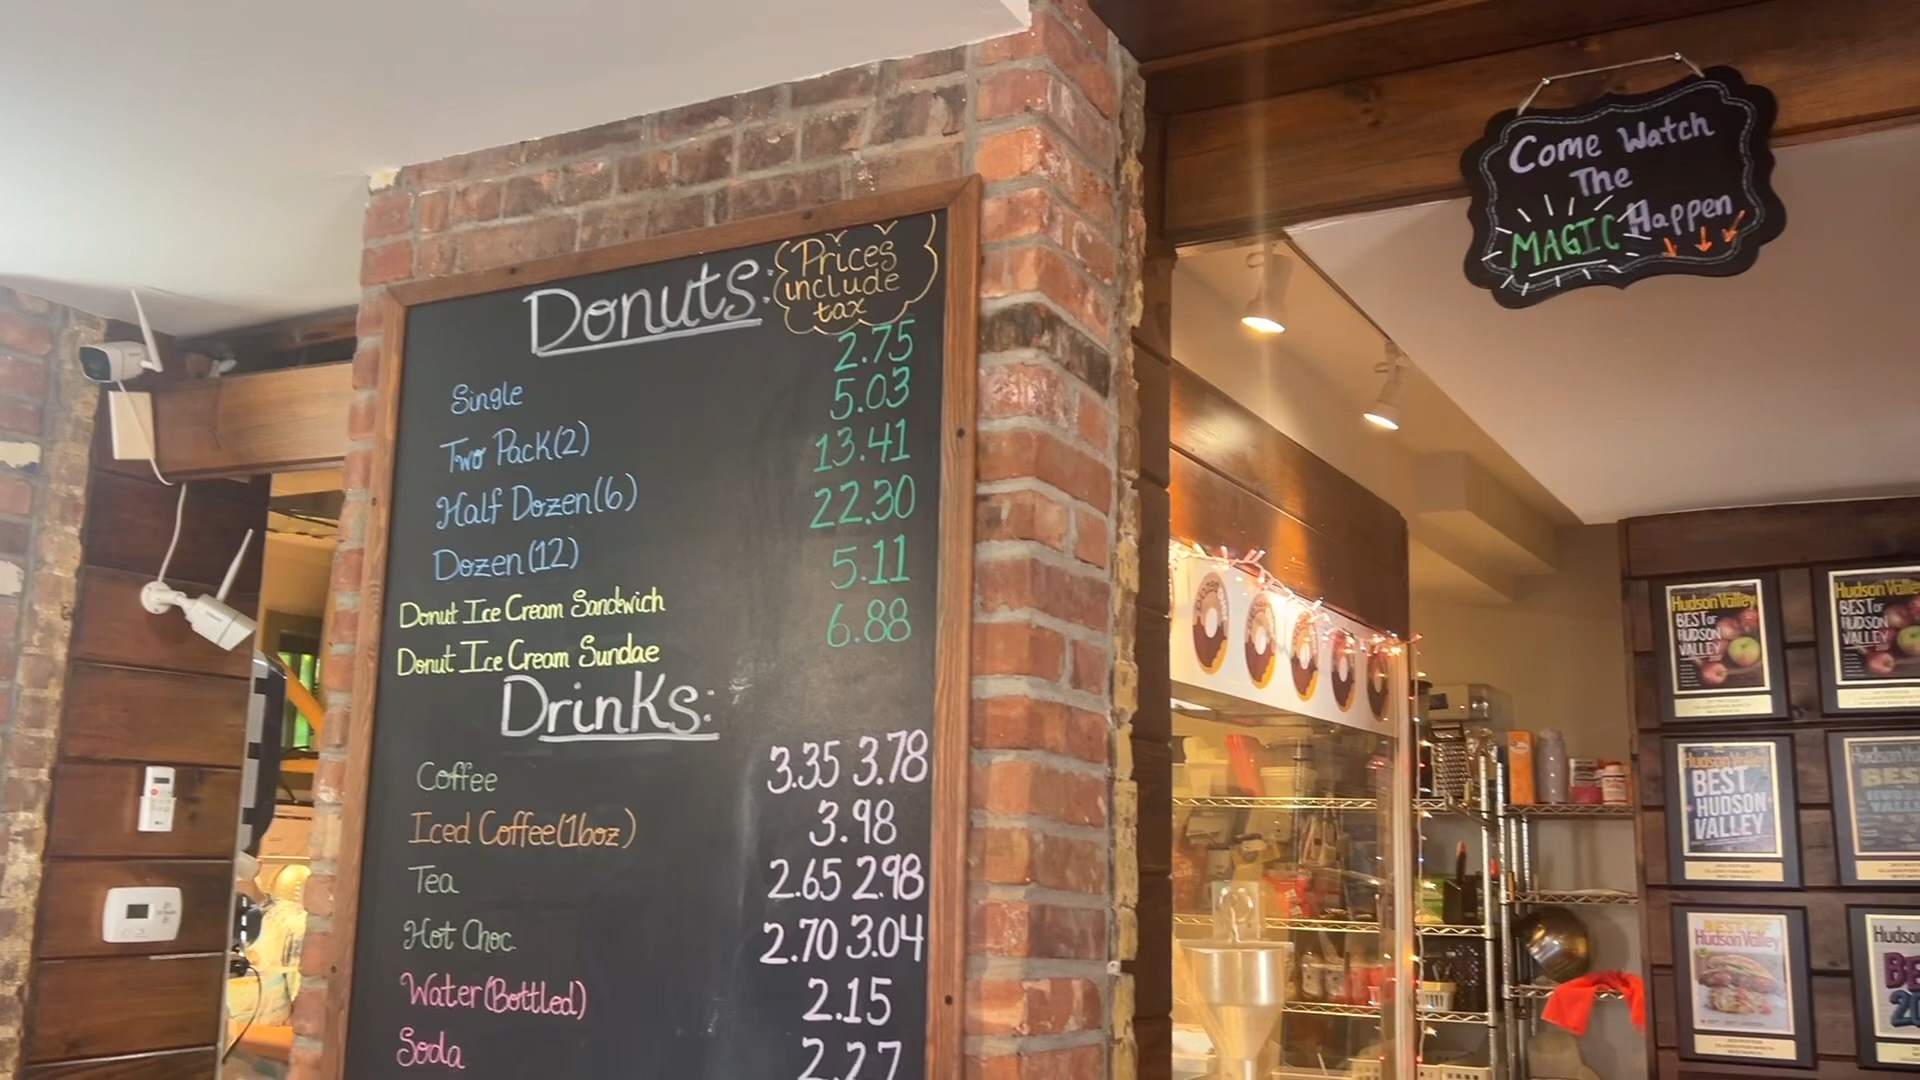 Donuts:
Prices
include
tax
Single 2.75
Two Pack(2) 5.03
Half Dozen(6) 13.41
Dozen(12) 22.30
Donut Ice Cream Sandwich 5.11
Donut Ice Cream Sundae 6.88
Drinks:
Coffee 3.35 3.78
Iced Coffee(16oz) 3.98
Tea 2.65 2.98
Hot Choc. 2.70 3.04
Water(Bottled) 2.15
Soda 2.27
Come Watch
The
MAGIC Happen
Hudson Valley
BEST OF
HUDSON
VALLEY
Hudson Valley
BEST OF
HUDSON
VALLEY
Hudson Valley
BEST
HUDSON
VALLEY
Hudson Valley
BEST OF
Hudson Valley